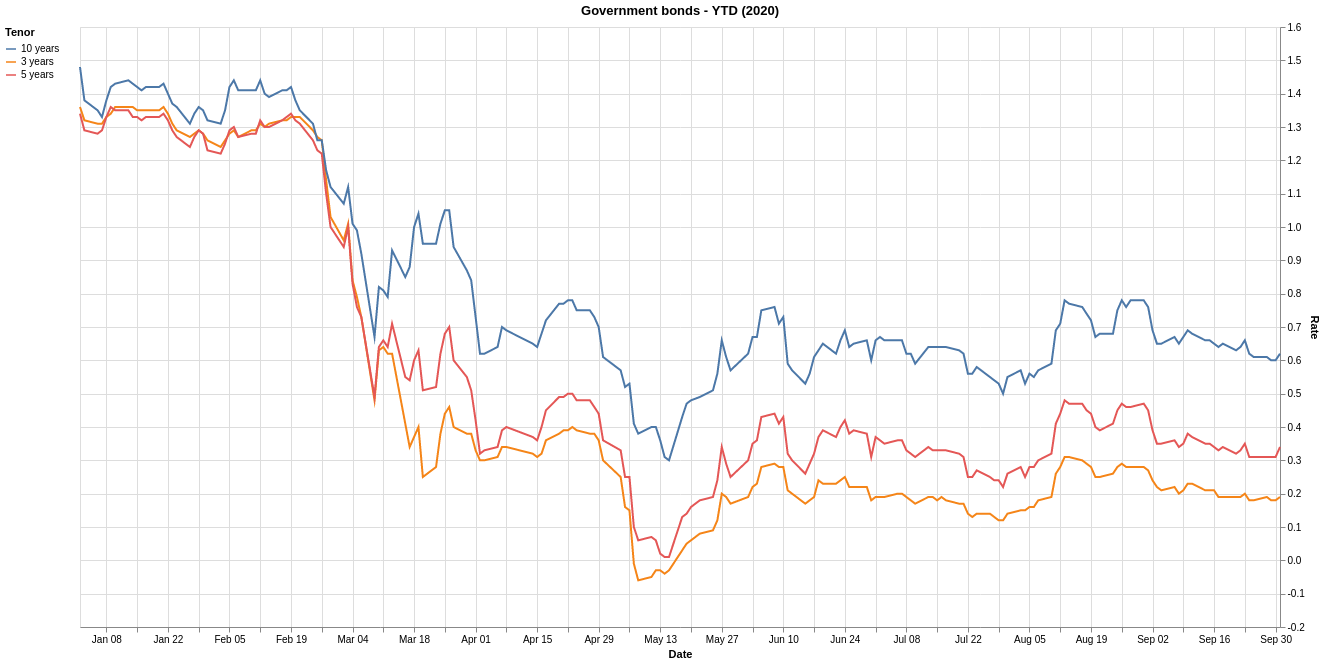 Government bonds - YTD (2020)
Tenor
10 years
3 years
5 years
1.6
1.5
1.4
1.3
1.2
1.1
1.0
0.9
0.8
0.7
0.6
0.5
0.4
0.3
0.2
0.1
0.0
-0.1
-0.2
Rate
Jan 08 Jan 22 Feb 05 Feb 19 Mar 04 Mar 18 Apr 01 Apr 15 Apr 29 May 13 May 27 Jun 10 Jun 24 Jul 08 Jul 22 Aug 05 Aug 19 Sep 02 Sep 16 Sep 30
Date